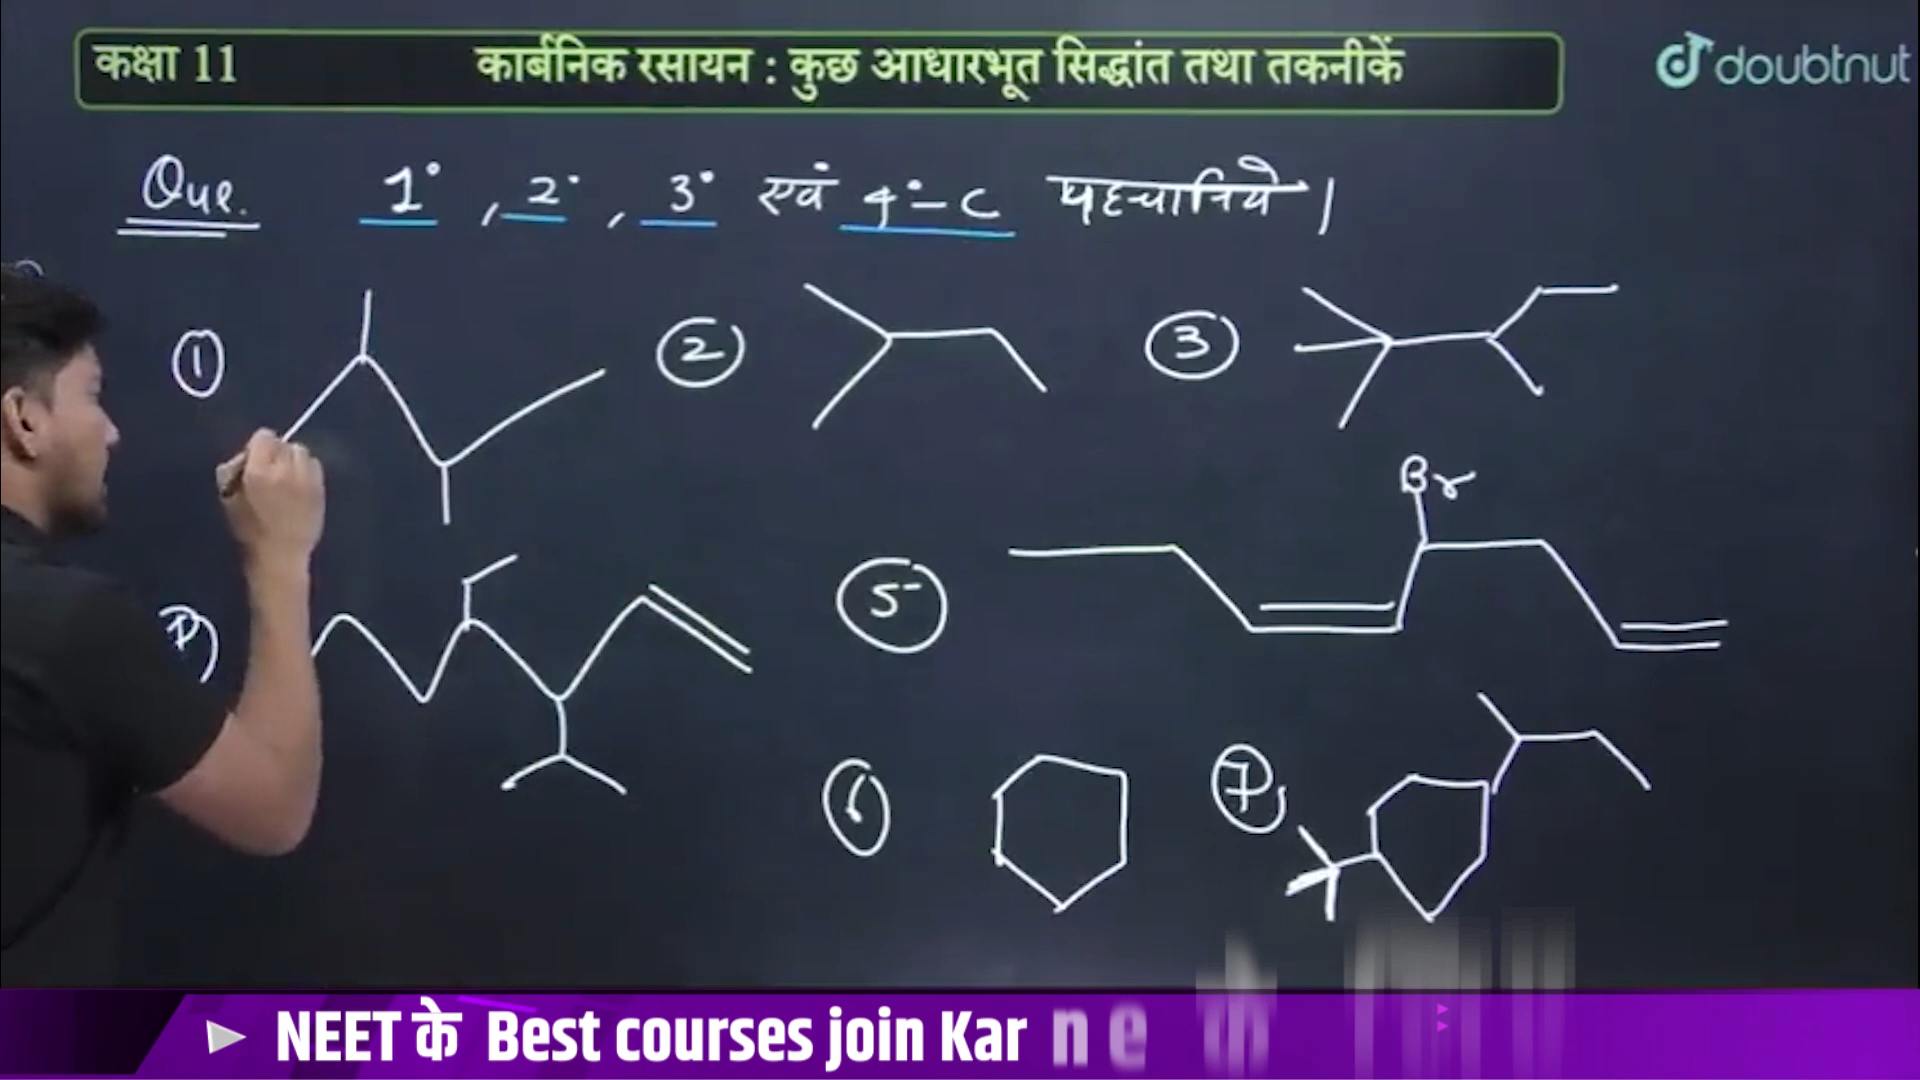 कक्षा 11 कार्बनिक रसायन : कुछ आधारभूत सिद्धांत तथा तकनीकें
doubtnut
Que. 1° , 2° , 3° एवं 4°-C पहचानिये।
1 2 3
Br
5
6 7
NEET के Best courses join Kar